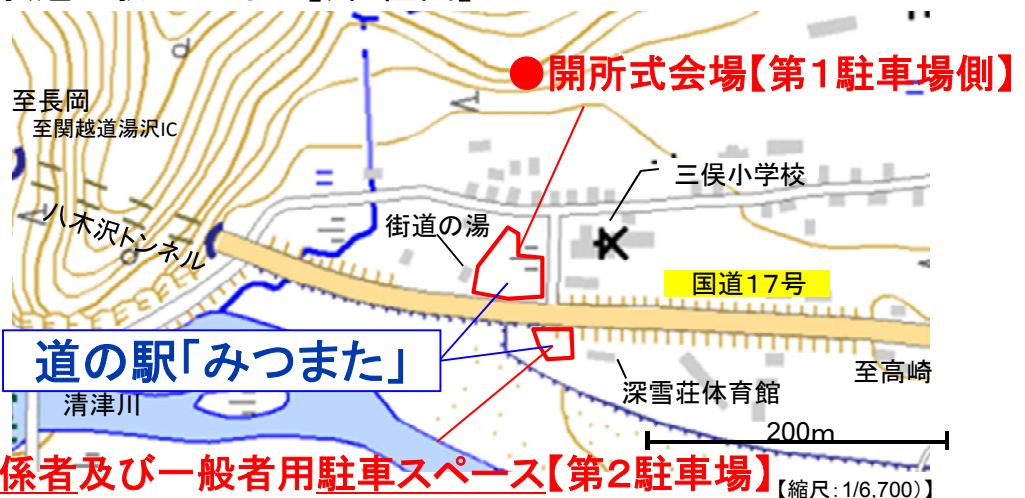 ●開所式会場【第1駐車場側】
至長岡
至関越道湯沢IC
三俣小学校
八木沢トンネル
街道の湯
国道17号
道の駅「みつまた」
至高崎
深雪荘体育館
清津川
200m
係者及び一般者用駐車スペース【第2駐車場】
【縮尺:1/6,700)】